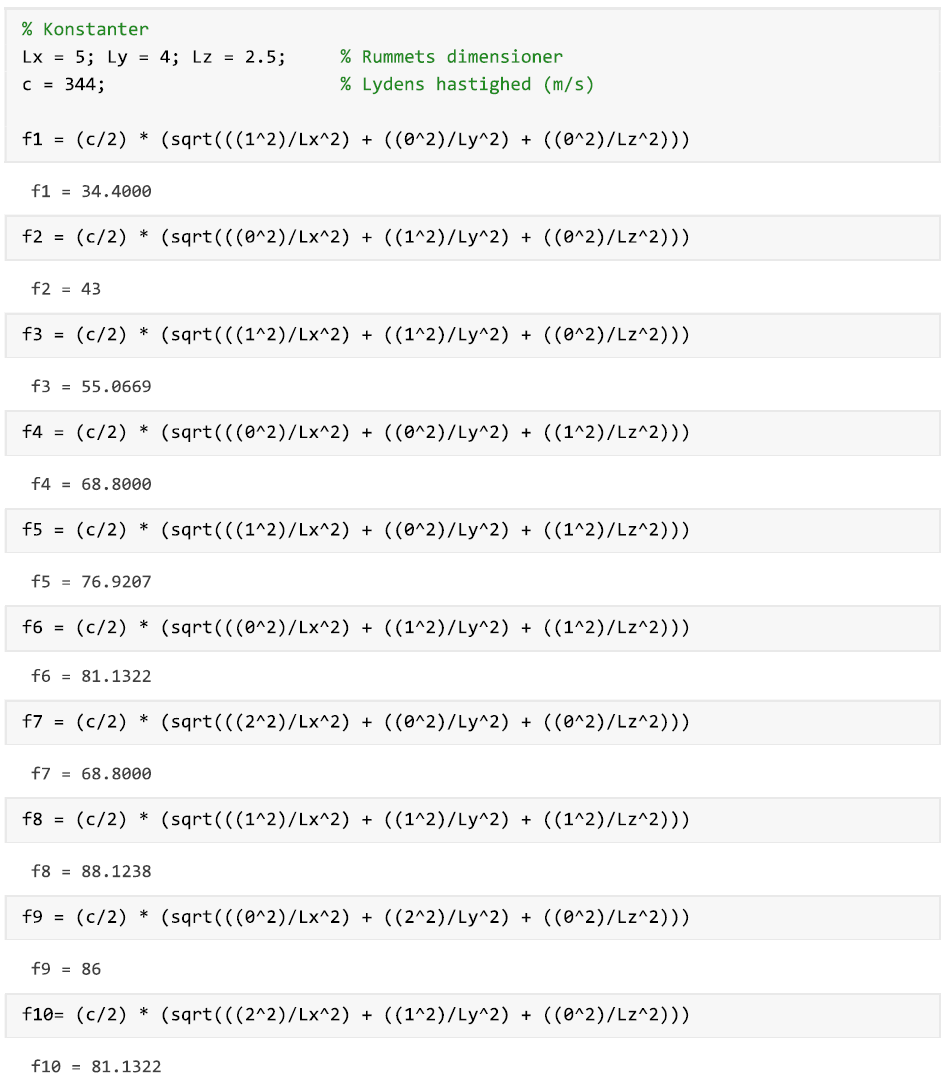 % Konstanter
Lx = 5; Ly = 4; Lz = 2.5; % Rummets dimensioner
c = 344; % Lydens hastighed (m/s)
f1 = (c/2) * (sqrt(((1^2)/Lx^2) + ((0^2)/Ly^2) + ((0^2)/Lz^2)))
f1 = 34.4000
f2 = (c/2) * (sqrt(((0^2)/Lx^2) + ((1^2)/Ly^2) + ((0^2)/Lz^2)))
f2 = 43
f3 = (c/2) * (sqrt(((1^2)/Lx^2) + ((1^2)/Ly^2) + ((0^2)/Lz^2)))
f3 = 55.0669
f4 = (c/2) * (sqrt(((0^2)/Lx^2) + ((0^2)/Ly^2) + ((1^2)/Lz^2)))
f4 = 68.8000
f5 = (c/2) * (sqrt(((1^2)/Lx^2) + ((0^2)/Ly^2) + ((1^2)/Lz^2)))
f5 = 76.9207
f6 = (c/2) * (sqrt(((0^2)/Lx^2) + ((1^2)/Ly^2) + ((1^2)/Lz^2)))
f6 = 81.1322
f7 = (c/2) * (sqrt(((2^2)/Lx^2) + ((0^2)/Ly^2) + ((0^2)/Lz^2)))
f7 = 68.8000
f8 = (c/2) * (sqrt(((1^2)/Lx^2) + ((1^2)/Ly^2) + ((1^2)/Lz^2)))
f8 = 88.1238
f9 = (c/2) * (sqrt(((0^2)/Lx^2) + ((2^2)/Ly^2) + ((0^2)/Lz^2)))
f9 = 86
f10= (c/2) * (sqrt(((2^2)/Lx^2) + ((1^2)/Ly^2) + ((0^2)/Lz^2)))
f10 = 81.1322